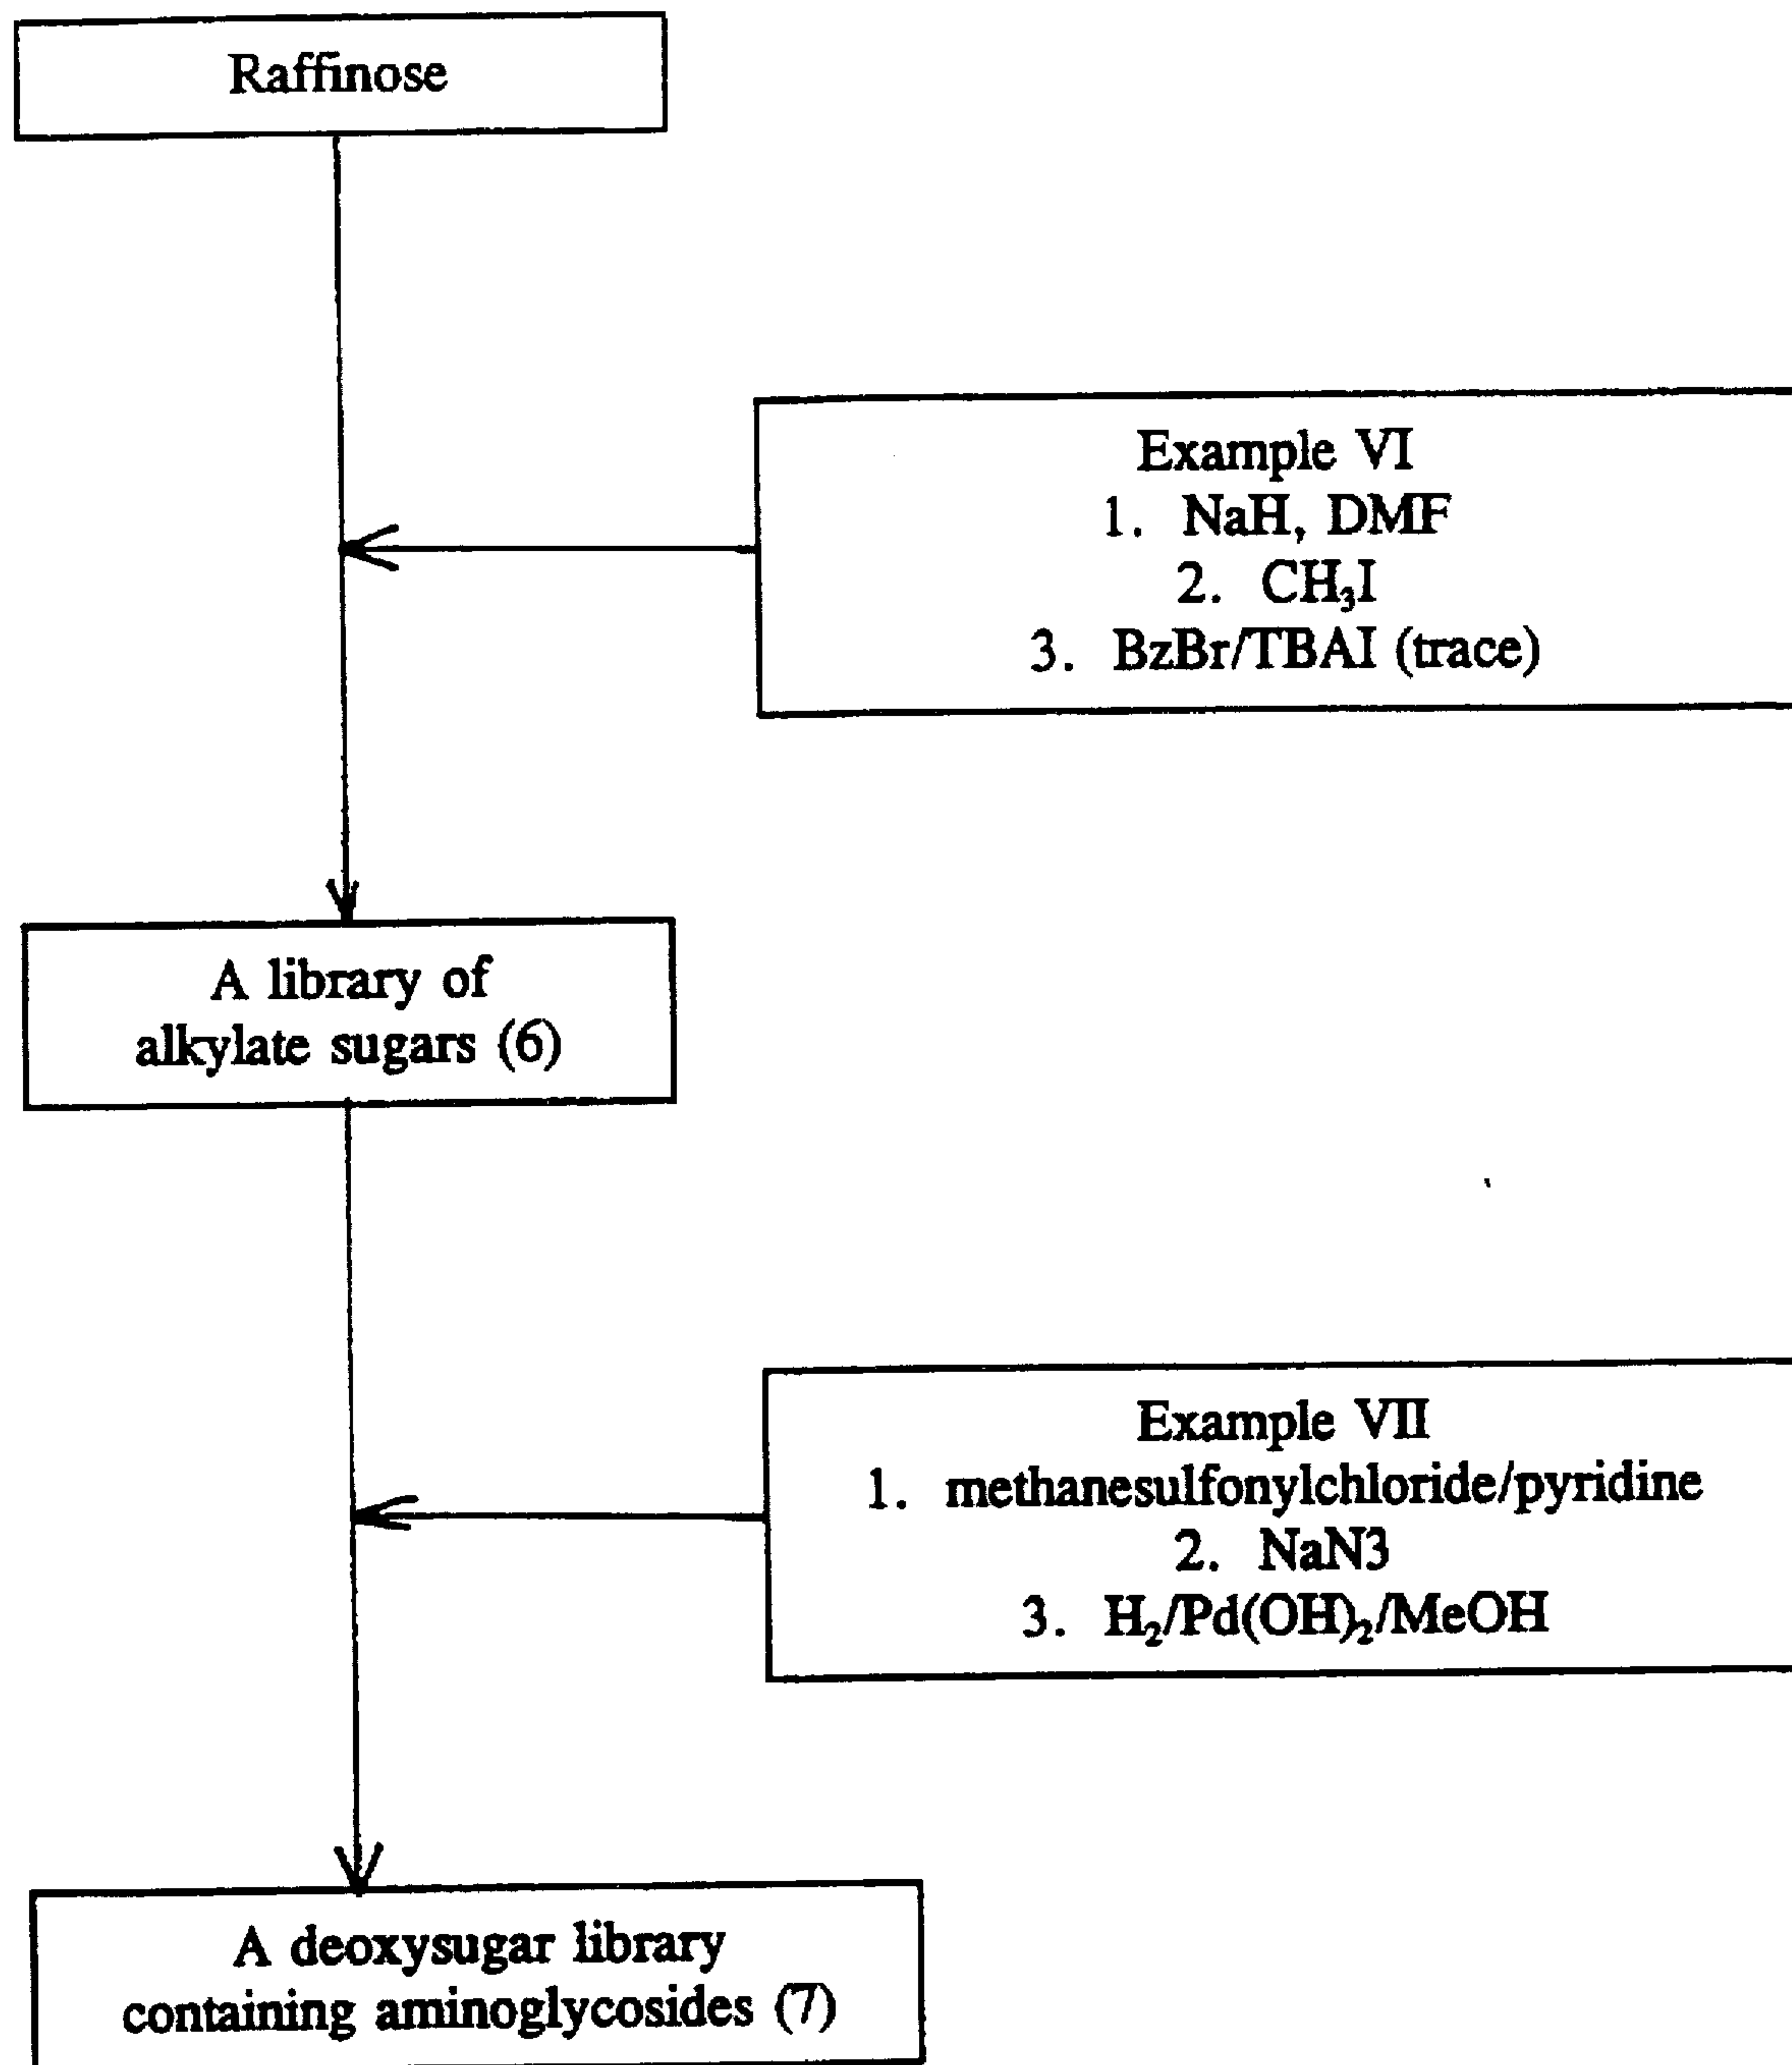 Raffinose
Example VI
1. NaH, DMF
2. CH₃I
3. BzBr/TBAI (trace)
A library of
alkylate sugars (6)
Example VII
1. methanesulfonylchloride/pyridine
2. NaN3
3. H₂/Pd(OH)₂/MeOH
A deoxysugar library
containing aminoglycosides (7)